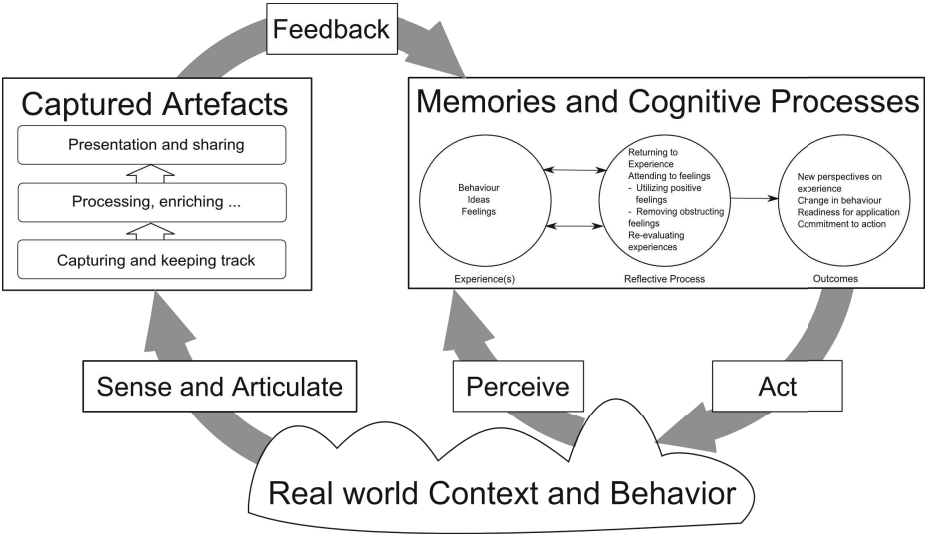 Feedback
Captured Artefacts
Presentation and sharing
Processing, enriching ...
Capturing and keeping track
Memories and Cognitive Processes
Behaviour
Ideas
Feelings
Experience(s)
Returning to
Experience
Attending to feelings
- Utilizing positive
feelings
- Removing obstructing
feelings
Re-evaluating
experiences
Reflective Process
New perspectives on
experience
Change in behaviour
Readiness for application
Commitment to action
Outcomes
Sense and Articulate
Perceive
Act
Real world Context and Behavior